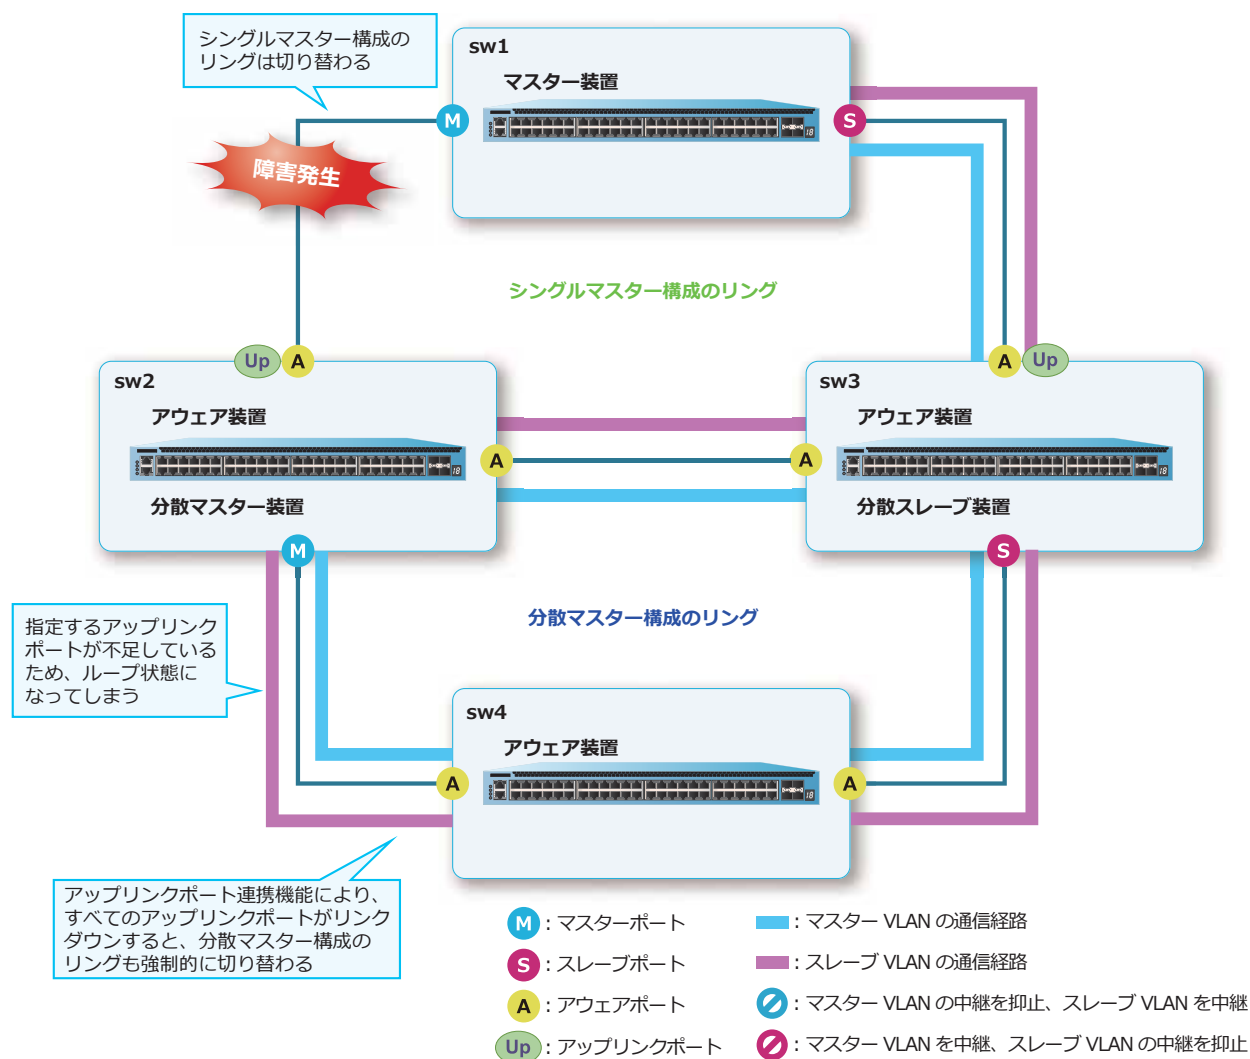 シングルマスター構成の
リングは切り替わる
sw1
マスター装置
M
S
障害発生
シングルマスター構成のリング
Up
A
A
Up
sw2
アウェア装置
A
分散マスター装置
M
sw3
アウェア装置
A
分散スレーブ装置
S
分散マスター構成のリング
指定するアップリンク
ポートが不足している
ため、ループ状態に
なってしまう
sw4
アウェア装置
A
A
アップリンクポート連携機能により、
すべてのアップリンクポートがリンク
ダウンすると、分散マスター構成の
リングも強制的に切り替わる
M:マスターポート
S:スレーブポート
A:アウェアポート
Up:アップリンクポート
:マスター VLAN の通信経路
:スレーブ VLAN の通信経路
:マスター VLAN の中継を抑止、スレーブ VLAN を中継
:マスター VLAN を中継、スレーブ VLAN の中継を抑止